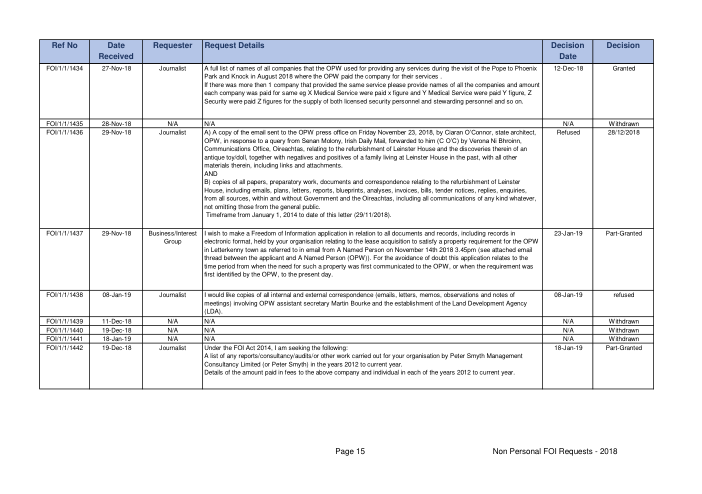 Ref No Date Received Requester Request Details Decision Date Decision
FOI/1/1/1434 27-Nov-18 Journalist A full list of names of all companies that the OPW used for providing any services during the visit of the Pope to Phoenix
Park and Knock in August 2018 where the OPW paid the company for their services .
If there was more then 1 company that provided the same service please provide names of all the companies and amount
each company was paid for same eg X Medical Service were paid x figure and Y Medical Service were paid Y figure, Z
Security were paid Z figures for the supply of both licensed security personnel and stewarding personnel and so on.
12-Dec-18 Granted
FOI/1/1/1435 28-Nov-18 N/A N/A N/A Withdrawn
FOI/1/1/1436 29-Nov-18 Journalist A) A copy of the email sent to the OPW press office on Friday November 23, 2018, by Ciaran O'Connor, state architect,
OPW, in response to a query from Senan Molony, Irish Daily Mail, forwarded to him (C O'C) by Verona Ni Bhroinn,
Communications Office, Oireachtas, relating to the refurbishment of Leinster House and the discoveries therein of an
antique toy/doll, together with negatives and positives of a family living at Leinster House in the past, with all other
materials therein, including links and attachments.
AND
B) copies of all papers, preparatory work, documents and correspondence relating to the refurbishment of Leinster
House, including emails, plans, letters, reports, blueprints, analyses, invoices, bills, tender notices, replies, enquiries,
from all sources, within and without Government and the Oireachtas, including all communications of any kind whatever,
not omitting those from the general public.
Timeframe from January 1, 2014 to date of this letter (29/11/2018).
Refused 28/12/2018
FOI/1/1/1437 29-Nov-18 Business/Interest Group I wish to make a Freedom of Information application in relation to all documents and records, including records in
electronic format, held by your organisation relating to the lease acquisition to satisfy a property requirement for the OPW
in Letterkenny town as referred to in email from A Named Person on November 14th 2018 3.45pm (see attached email
thread between the applicant and A Named Person (OPW)). For the avoidance of doubt this application relates to the
time period from when the need for such a property was first communicated to the OPW, or when the requirement was
first identified by the OPW, to the present day.
23-Jan-19 Part-Granted
FOI/1/1/1438 08-Jan-19 Journalist I would like copies of all internal and external correspondence (emails, letters, memos, observations and notes of
meetings) involving OPW assistant secretary Martin Bourke and the establishment of the Land Development Agency
(LDA).
08-Jan-19 refused
FOI/1/1/1439 11-Dec-18 N/A N/A N/A Withdrawn
FOI/1/1/1440 19-Dec-18 N/A N/A N/A Withdrawn
FOI/1/1/1441 18-Jan-19 N/A N/A N/A Withdrawn
FOI/1/1/1442 19-Dec-18 Journalist Under the FOI Act 2014, I am seeking the following:
A list of any reports/consultancy/audits/or other work carried out for your organisation by Peter Smyth Management
Consultancy Limited (or Peter Smyth) in the years 2012 to current year.
Details of the amount paid in fees to the above company and individual in each of the years 2012 to current year.
18-Jan-19 Part-Granted
Page 15 Non Personal FOI Requests - 2018